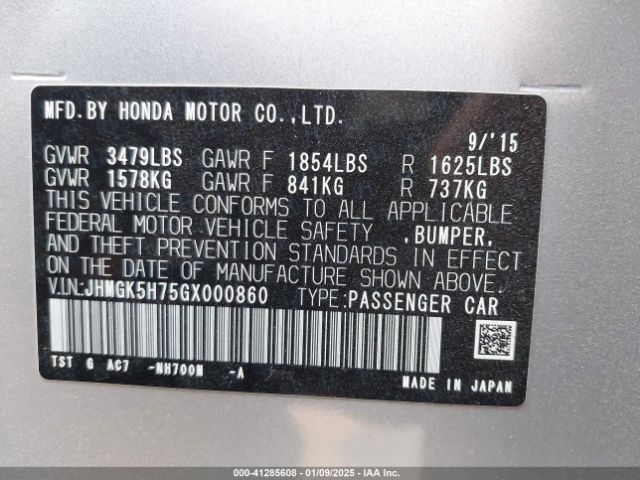 MFD.BY HONDA MOTOR CO.,LTD.
9/'15
GVWR 3479LBS GAWR F 1854LBS R 1625LBS
GVWR 1578KG GAWR F 841KG R 737KG
THIS VEHICLE CONFORMS TO ALL APPLICABLE
FEDERAL MOTOR VEHICLE SAFETY ,BUMPER,
AND THEFT PREVENTION STANDARDS IN EFFECT
ON THE DATE OF MANUFACTURE SHOWN ABOVE.
V.I.N:JHMGK5H75GX000860 TYPE:PASSENGER CAR
TST G AC7 -NH700M -A
MADE IN JAPAN
000-41285608 - 01/09/2025 - IAA Inc.